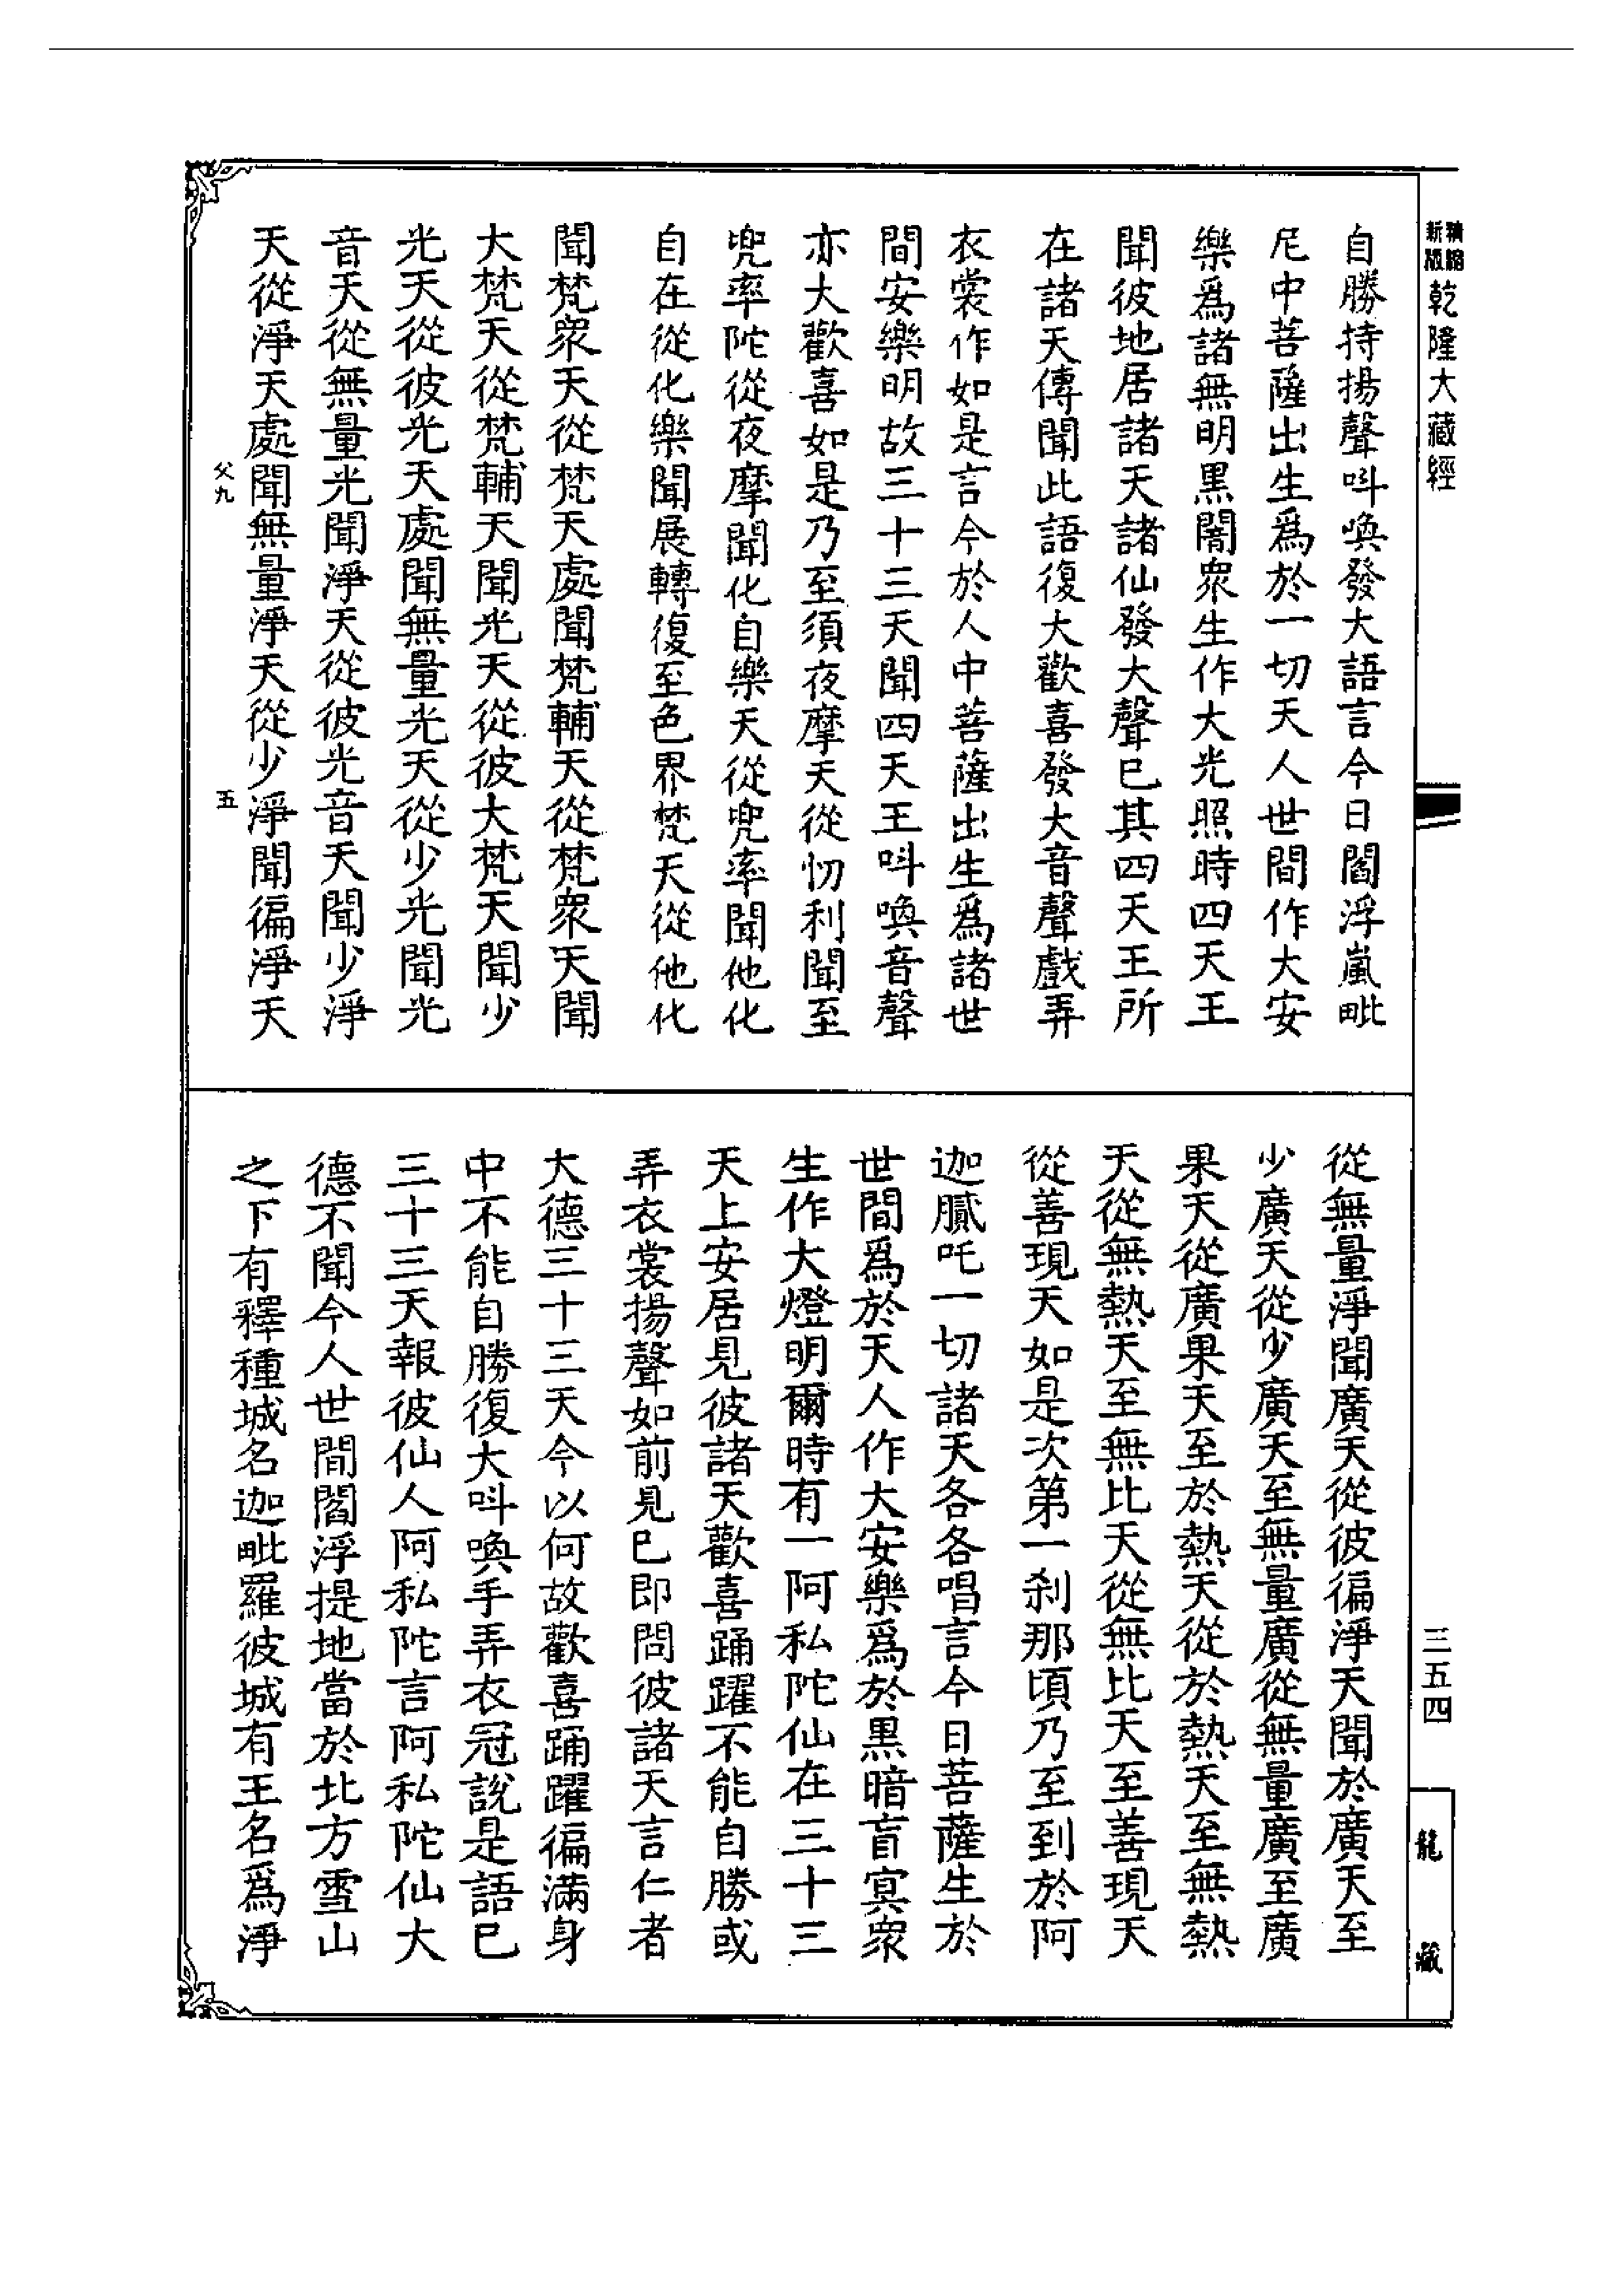 精縮
新版
乾隆大藏經
自勝持揚聲呌喚發大語言今日閻浮嵐毗
尼中菩薩出生爲於一切天人世間作大安
樂爲諸無明黒闇衆生作大光照時四天王
聞彼地居諸天諸仙發大聲已其四天王所
在諸天傳聞此語復大歡喜發大音聲戲弄
衣裳作如是言今於人中菩薩出生爲諸世
間安樂明故三十三天聞四天王呌喚音聲
亦大歡喜如是乃至須夜摩天從忉利聞至
兜率陀從夜摩聞化自樂天從兜率聞他化
自在從化樂聞展轉復至色界梵天從他化
聞梵衆天從梵天處聞梵輔天從梵衆天聞
大梵天從梵輔天聞光天從彼大梵天聞少
光天從彼光天處聞無量光天從少光聞光
音天從無量光聞淨天從彼光音天聞少淨
天從淨天處聞無量淨天從少淨聞徧淨天
父九
五
從無量淨聞廣天從彼徧淨天聞於廣天至
少廣天從少廣天至無量廣從無量廣至廣
果天從廣果天至於熱天從於熱天至無熱
天從無熱天至無比天從無比天至善現天
從善現天如是次第一刹那頃乃至到於阿
迦膩吒一切諸天各各唱言今日菩薩生於
世間爲於天人作大安樂爲於黒暗盲冥衆
生作大燈明爾時有一阿私陀仙在三十三
天上安居見彼諸天歡喜踊躍不能自勝或
弄衣裳揚聲如前見已即問彼諸天言仁者
大德三十三天今以何故歡喜踊躍徧滿身
中不能自勝復大呌喚手弄衣冠說是語已
三十三天報彼仙人阿私陀言阿私陀仙大
德不聞今人世間閻浮提地當於北方雪山
之下有釋種城名迦毗羅彼城有王名爲淨
三五四
龍
藏